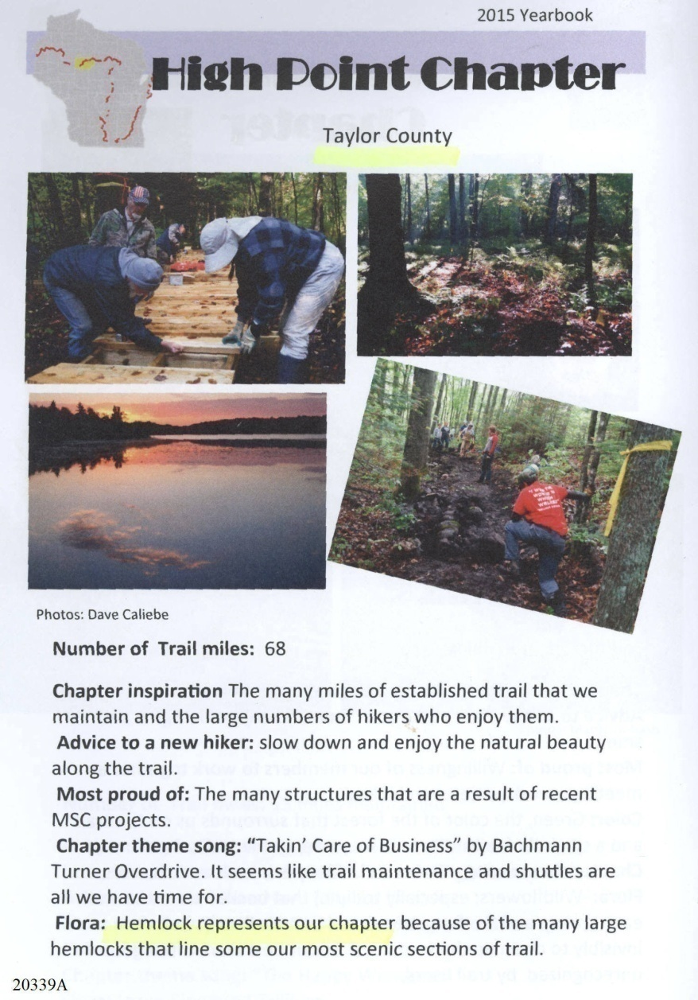 2015 Yearbook
High Point Chapter
Taylor County
Photos: Dave Caliebe
Number of Trail miles: 68
Chapter inspiration The many miles of established trail that we
maintain and the large numbers of hikers who enjoy them.
Advice to a new hiker: slow down and enjoy the natural beauty
along the trail.
Most proud of: The many structures that are a result of recent
MSC projects.
Chapter theme song: “Takin’ Care of Business” by Bachmann
Turner Overdrive. It seems like trail maintenance and shuttles are
all we have time for.
Flora: Hemlock represents our chapter because of the many large
hemlocks that line some our most scenic sections of trail.
20339A